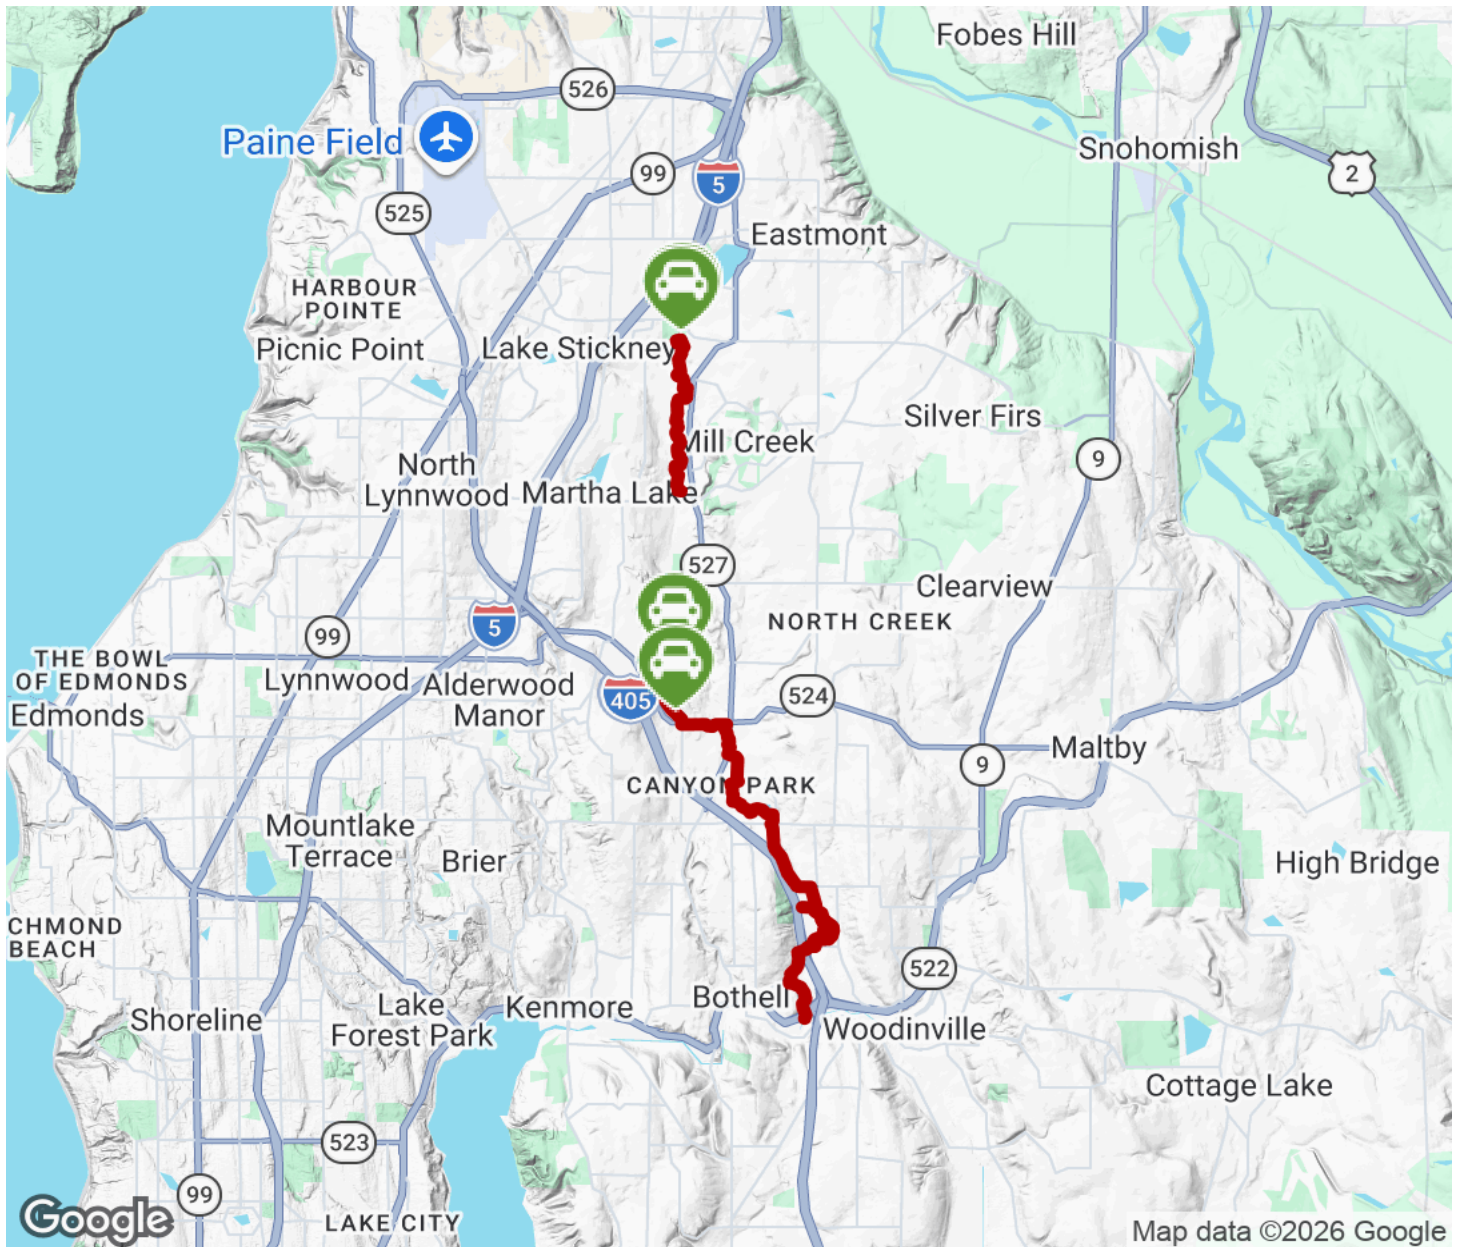 Fobes Hill
526
Paine Field
Snohomish
99
2
5
525
Eastmont
HARBOUR
POINTE
Picnic Point
Lake Stickney
Silver Firs
Mill Creek
9
North
Lynnwood
Martha Lake
527
Clearview
5
NORTH CREEK
99
THE BOWL
OF EDMONDS
Lynnwood
Alderwood
Manor
405
524
Edmonds
Maltby
9
CANYON PARK
Mountlake
Terrace
Brier
High Bridge
CHMOND
BEACH
522
Bothell
Lake
Forest Park
Kenmore
Shoreline
Woodinville
Cottage Lake
523
99
LAKE CITY
Google
Map data ©2026 Google